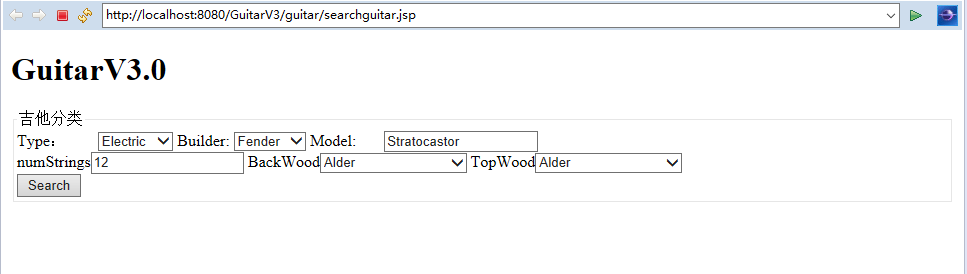 http://localhost:8080/GuitarV3/guitar/searchguitar.jsp
GuitarV3.0
吉他分类
Type： Electric Builder: Fender Model: Stratocastor
numStrings 12 BackWood Alder TopWood Alder
Search